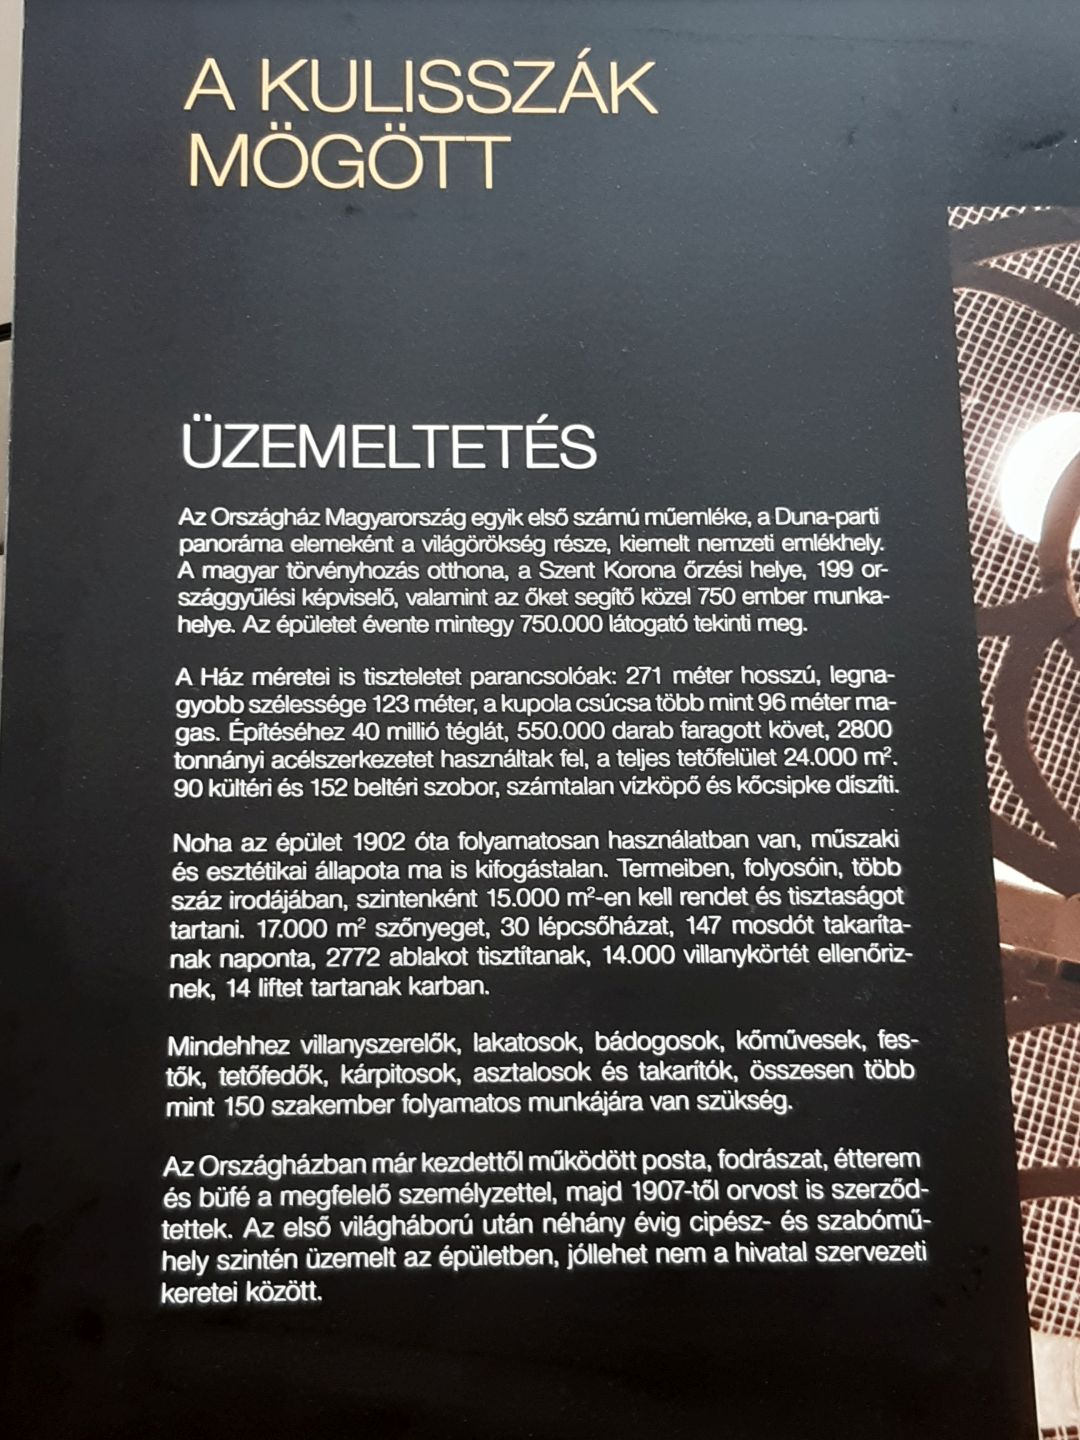 A KULISSZÁK
MÖGÖTT
ÜZEMELTETÉS
Az Országház Magyarország egyik első számú műemléke, a Duna-parti
panoráma elemeként a világörökség része, kiemelt nemzeti emlékhely.
A magyar törvényhozás otthona, a Szent Korona őrzési helye, 199 or-
szággyűlési képviselő, valamint az őket segítő közel 750 ember munka-
helye. Az épületet évente mintegy 750.000 látogató tekinti meg.
A Ház méretei is tiszteletet parancsolóak: 271 méter hosszú, legna-
gyobb szélessége 123 méter, a kupola csúcsa több mint 96 méter ma-
gas. Építéséhez 40 millió téglát, 550.000 darab faragott követ, 2800
tonnányi acélszerkezetet használtak fel, a teljes tetőfelület 24.000 m².
90 kültéri és 152 beltéri szobor, számtalan vízköpő és kőcsipke díszíti.
Noha az épület 1902 óta folyamatosan használatban van, műszaki
és esztétikai állapota ma is kifogástalan. Termeiben, folyosóin, több
száz irodájában, szintenként 15.000 m²-en kell rendet és tisztaságot
tartani. 17.000 m² szőnyeget, 30 lépcsőházat, 147 mosdót takaríta-
nak naponta, 2772 ablakot tisztítanak, 14.000 villanykörtét ellenőriz-
nek, 14 liftet tartanak karban.
Mindehhez villanyszerelők, lakatosok, bádogosok, kőművesek, fes-
tők, tetőfedők, kárpitosok, asztalosok és takarítók, összesen több
mint 150 szakember folyamatos munkájára van szükség.
Az Országházban már kezdettől működött posta, fodrászat, étterem
és büfé a megfelelő személyzettel, majd 1907-től orvost is szerződ-
tettek. Az első világháború után néhány évig cipész- és szabómű-
hely szintén üzemelt az épületben, jóllehet nem a hivatal szervezeti
keretei között.